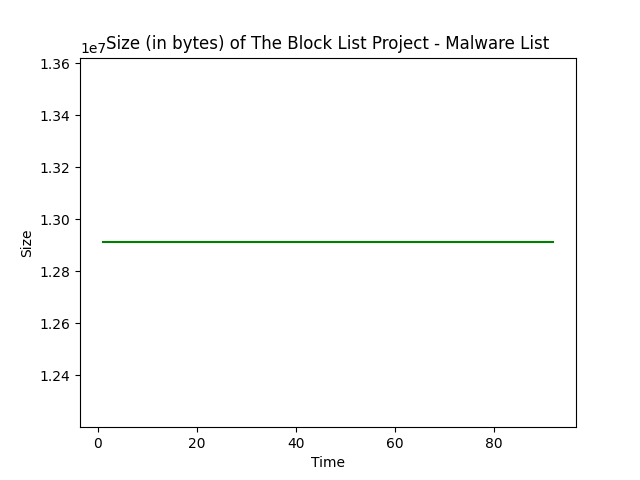 Size (in bytes) of The Block List Project - Malware List
1e7
1.36
1.34
1.32
1.30
1.28
1.26
1.24
Size
0 20 40 60 80
Time